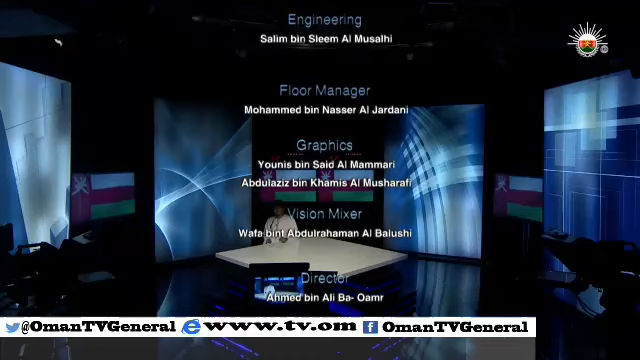 Engineering
Salim bin Sleem Al Musalhi
Floor Manager
Mohammed bin Nasser Al Jardani
Graphics
Younis bin Said Al Mammari
Abdulaziz bin Khamis Al Musharafi
Vision Mixer
Wafa bint Abdulrahaman Al Balushi
Director
Ahmed bin Ali Ba- Oamr
@OmanTVGeneral www.tv.om OmanTVGeneral